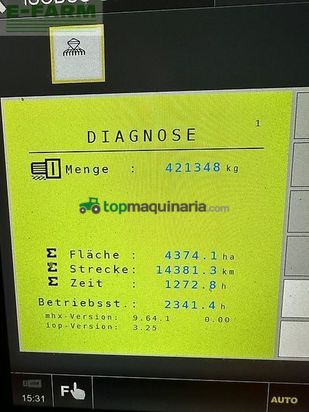 E-FARM
DIAGNOSE 1
Menge : 421348 kg
topmaquinaria.com
Σ Fläche : 4374.1 ha
Σ Strecke: 14381.3 km
Σ Zeit : 1272.8 h
Betriebsst.: 2341.4 h
mhx-Version: 9.64.1 0.00
iop-Version: 3.25
15:31
F
AUTO